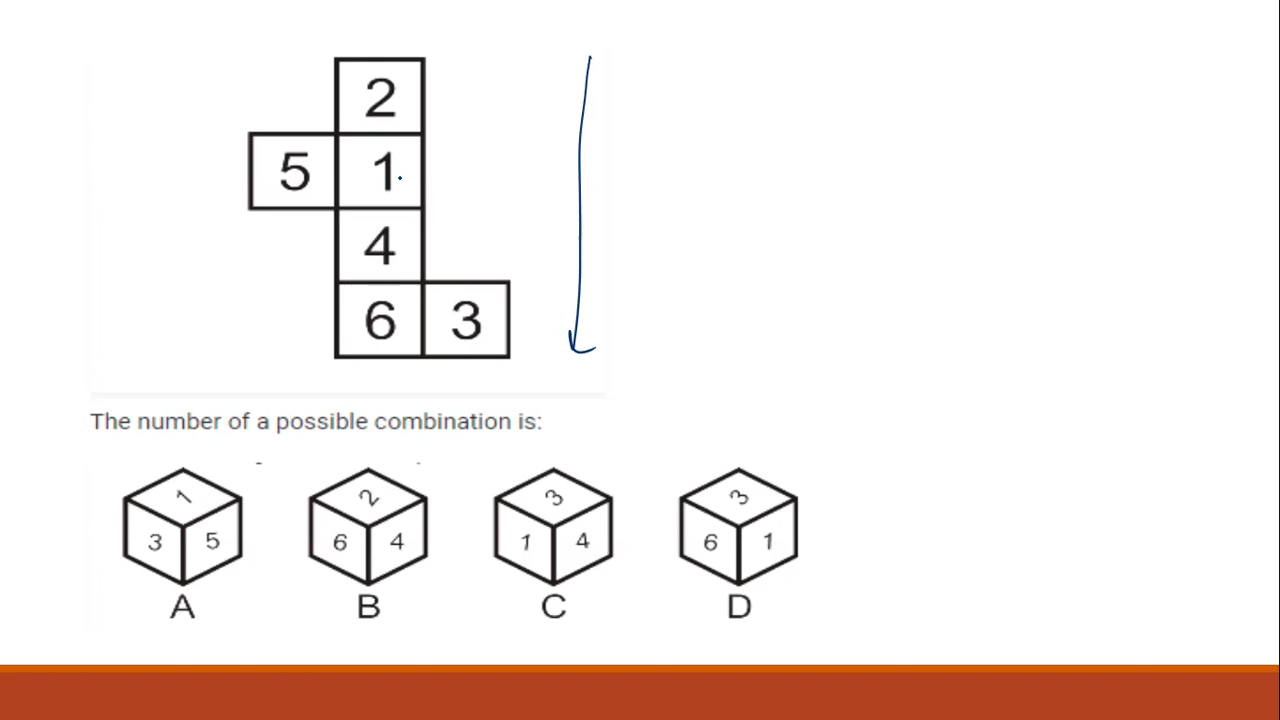 2
5 1
4
6 3
The number of a possible combination is:
1 2 3 3
3 5 6 4 1 4 6 1
A B C D